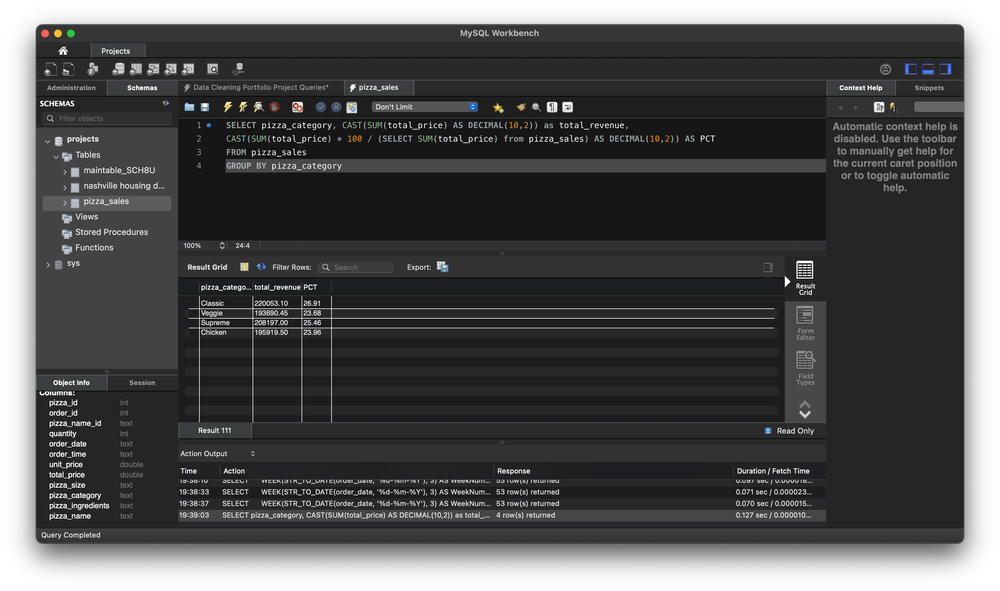 MySQL Workbench
Projects
Administration
Schemas
SCHEMAS
Filter objects
projects
Tables
maintable_SCH8U
nashville housing d...
pizza_sales
Views
Stored Procedures
Functions
sys
Object Info
Session
Columns:
pizza_id int
order_id int
pizza_name_id text
quantity int
order_date text
order_time text
unit_price double
total_price double
pizza_size text
pizza_category text
pizza_ingredients text
pizza_name text
Query Completed
Data Cleaning Portfolio Project Queries*
pizza_sales
Don't Limit
1 SELECT pizza_category, CAST(SUM(total_price) AS DECIMAL(10,2)) as total_revenue,
2 CAST(SUM(total_price) * 100 / (SELECT SUM(total_price) from pizza_sales) AS DECIMAL(10,2)) AS PCT
3 FROM pizza_sales
4 GROUP BY pizza_category
100% 24:4
Result Grid Filter Rows: Search Export:
pizza_catego... total_revenue PCT
Classic 220053.10 26.91
Veggie 193690.45 23.68
Supreme 208197.00 25.46
Chicken 195919.50 23.96
Result
Grid
Form
Editor
Field
Types
Result 111
Read Only
Action Output
Time Action Response Duration / Fetch Time
19:38:10 SELECT WEEK(STR_TO_DATE(order_date, '%d-%m-%Y'), 3) AS WeekNum... 53 row(s) returned 0.097 sec / 0.000018...
19:38:33 SELECT WEEK(STR_TO_DATE(order_date, '%d-%m-%Y'), 3) AS WeekNum... 53 row(s) returned 0.071 sec / 0.000023...
19:38:37 SELECT WEEK(STR_TO_DATE(order_date, '%d-%m-%Y'), 3) AS WeekNum... 53 row(s) returned 0.070 sec / 0.000015...
19:39:03 SELECT pizza_category, CAST(SUM(total_price) AS DECIMAL(10,2)) as total_... 4 row(s) returned 0.127 sec / 0.000010...
Context Help
Snippets
Automatic context help is
disabled. Use the toolbar
to manually get help for
the current caret position
or to toggle automatic
help.